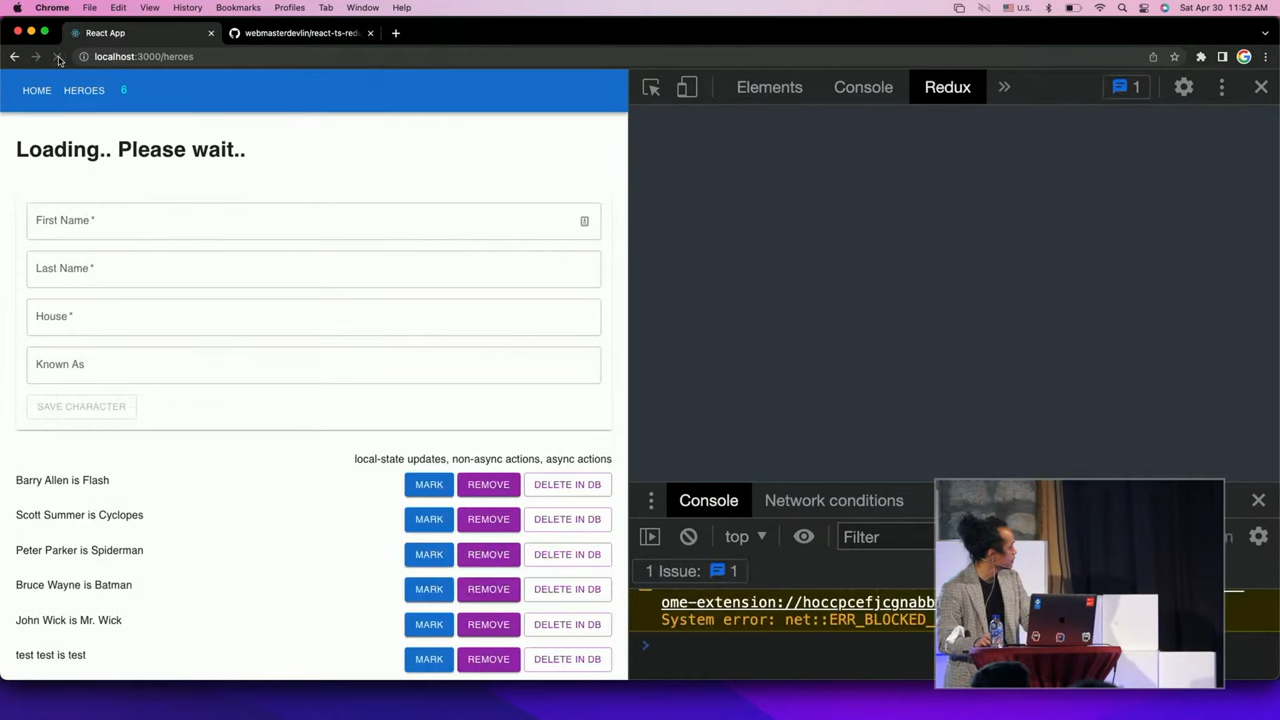 Chrome File Edit View History Bookmarks Profiles Tab Window Help U.S. Sat Apr 30 11:52 AM
React App webmasterdevlin/react-ts-redu
localhost:3000/heroes
HOME HEROES 6
Elements Console Redux 1
Loading.. Please wait..
First Name *
Last Name *
House *
Known As
SAVE CHARACTER
local-state updates, non-async actions, async actions
Barry Allen is Flash MARK REMOVE DELETE IN DB
Scott Summer is Cyclopes MARK REMOVE DELETE IN DB
Peter Parker is Spiderman MARK REMOVE DELETE IN DB
Bruce Wayne is Batman MARK REMOVE DELETE IN DB
John Wick is Mr. Wick MARK REMOVE DELETE IN DB
test test is test MARK REMOVE DELETE IN DB
Console Network conditions
top Filter
1 Issue: 1
ome-extension://hoccpcefjcgnabb
System error: net::ERR_BLOCKED_